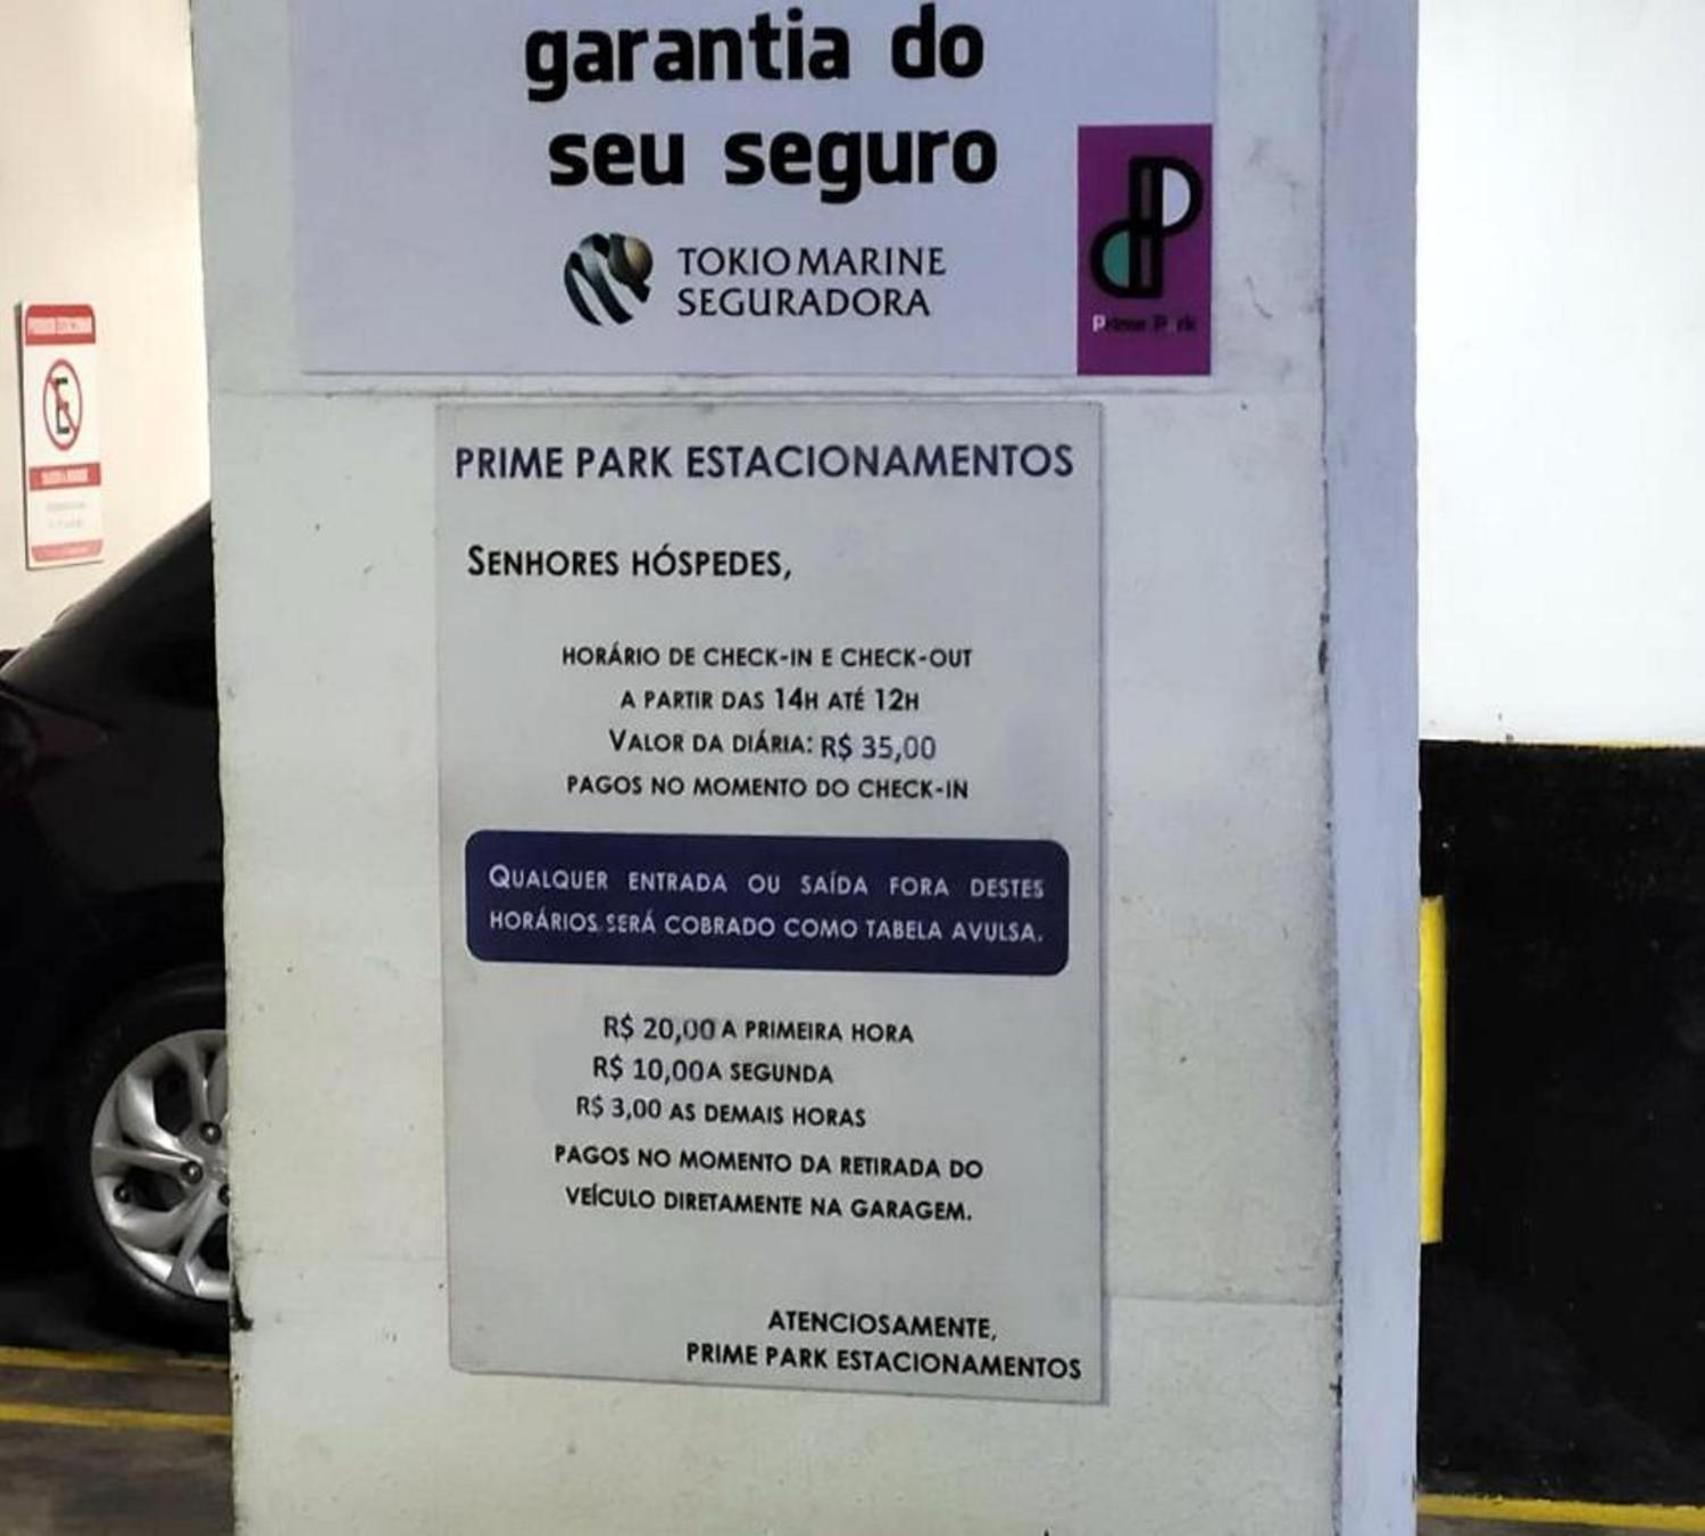 garantia do
seu seguro
TOKIO MARINE
SEGURADORA
Prime Park
E
PRIME PARK ESTACIONAMENTOS
SENHORES HÓSPEDES,
HORÁRIO DE CHECK-IN E CHECK-OUT
A PARTIR DAS 14H ATÉ 12H
VALOR DA DIÁRIA: R$ 35,00
PAGOS NO MOMENTO DO CHECK-IN
QUALQUER ENTRADA OU SAÍDA FORA DESTES
HORÁRIOS SERÁ COBRADO COMO TABELA AVULSA.
R$ 20,00 A PRIMEIRA HORA
R$ 10,00 A SEGUNDA
R$ 3,00 AS DEMAIS HORAS
PAGOS NO MOMENTO DA RETIRADA DO
VEÍCULO DIRETAMENTE NA GARAGEM.
ATENCIOSAMENTE,
PRIME PARK ESTACIONAMENTOS